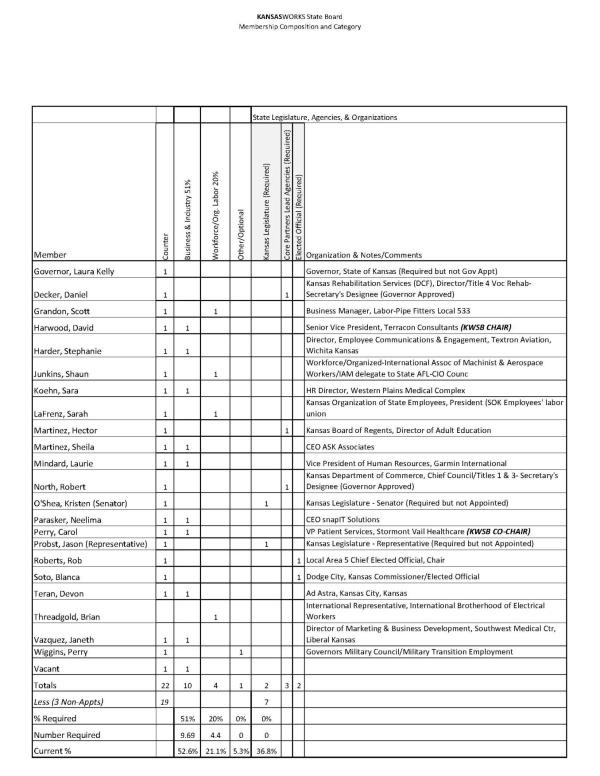 KANSASWORKS State Board
Membership Composition and Category
State Legislature, Agencies, & Organizations
Member Counter Business & Industry 51% Workforce/Org. Labor 20% Other/Optional Kansas Legislature (Required) Core Partners Lead Agencies (Required) Elected Official (Required) Organization & Notes/Comments
Governor, Laura Kelly 1 Governor, State of Kansas (Required but not Gov Appt)
Kansas Rehabilitation Services (DCF), Director/Title 4 Voc Rehab-
Decker, Daniel 1 1 Secretary's Designee (Governor Approved)
Grandon, Scott 1 1 Business Manager, Labor-Pipe Fitters Local 533
Harwood, David 1 1 Senior Vice President, Terracon Consultants (KWSB CHAIR)
Director, Employee Communications & Engagement, Textron Aviation,
Harder, Stephanie 1 1 Wichita Kansas
Workforce/Organized-International Assoc of Machinist & Aerospace
Junkins, Shaun 1 1 Workers/IAM delegate to State AFL-CIO Counc
Koehn, Sara 1 1 HR Director, Western Plains Medical Complex
Kansas Organization of State Employees, President (SOK Employees' labor
LaFrenz, Sarah 1 1 union
Martinez, Hector 1 1 Kansas Board of Regents, Director of Adult Education
Martinez, Sheila 1 1 CEO ASK Associates
Mindard, Laurie 1 1 Vice President of Human Resources, Garmin International
Kansas Department of Commerce, Chief Council/Titles 1 & 3- Secretary's
North, Robert 1 1 Designee (Governor Approved)
O'Shea, Kristen (Senator) 1 1 Kansas Legislature - Senator (Required but not Appointed)
Parasker, Neelima 1 1 CEO snapIT Solutions
Perry, Carol 1 1 VP Patient Services, Stormont Vail Healthcare (KWSB CO-CHAIR)
Probst, Jason (Representative) 1 1 Kansas Legislature - Representative (Required but not Appointed)
Roberts, Rob 1 1 Local Area 5 Chief Elected Official, Chair
Soto, Blanca 1 1 Dodge City, Kansas Commissioner/Elected Official
Teran, Devon 1 1 Ad Astra, Kansas City, Kansas
International Representative, International Brotherhood of Electrical
Threadgold, Brian 1 Workers
Director of Marketing & Business Development, Southwest Medical Ctr,
Vazquez, Janeth 1 1 Liberal Kansas
Wiggins, Perry 1 1 Governors Military Council/Military Transition Employment
Vacant 1 1
Totals 22 10 4 1 2 3 2
Less (3 Non-Appts) 19 7
% Required 51% 20% 0% 0%
Number Required 9.69 4.4 0 0
Current % 52.6% 21.1% 5.3% 36.8%